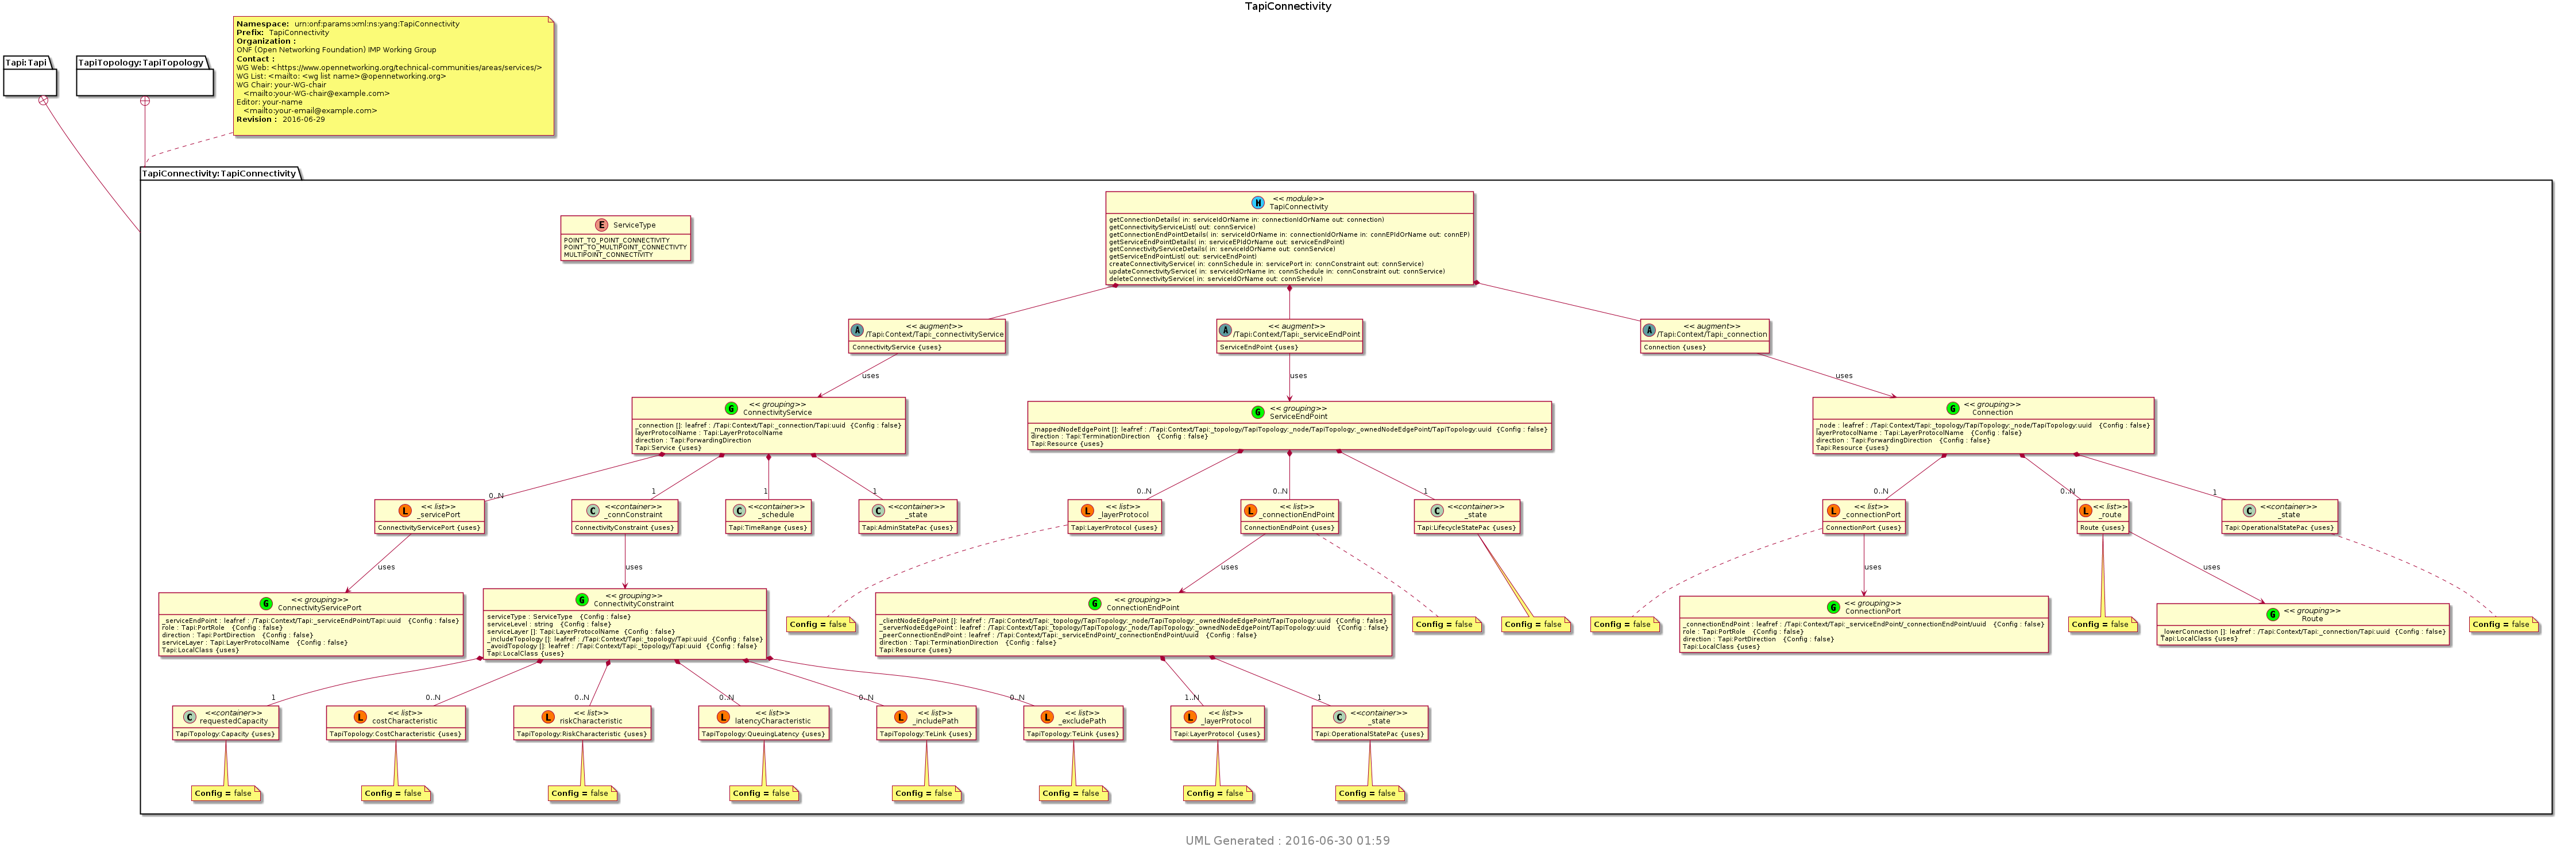 TapiConnectivity
Namespace: urn:onf:params:xml:ns:yang:TapiConnectivity
Prefix: TapiConnectivity
Organization :
ONF (Open Networking Foundation) IMP Working Group
Contact :
WG Web: <https://www.opennetworking.org/technical-communities/areas/services/>
WG List: <mailto: <wg list name>@opennetworking.org>
WG Chair: your-WG-chair
<mailto:your-WG-chair@example.com>
Editor: your-name
<mailto:your-email@example.com>
Revision : 2016-06-29
Tapi:Tapi
TapiTopology:TapiTopology
TapiConnectivity:TapiConnectivity
E ServiceType
POINT_TO_POINT_CONNECTIVITY
POINT_TO_MULTIPOINT_CONNECTIVTY
MULTIPOINT_CONNECTIVITY
M << module>>
TapiConnectivity
getConnectionDetails( in: serviceIdOrName in: connectionIdOrName out: connection)
getConnectivityServiceList( out: connService)
getConnectionEndPointDetails( in: serviceIdOrName in: connectionIdOrName in: connEPIdOrName out: connEP)
getServiceEndPointDetails( in: serviceEPIdOrName out: serviceEndPoint)
getConnectivityServiceDetails( in: serviceIdOrName out: connService)
getServiceEndPointList( out: serviceEndPoint)
createConnectivityService( in: connSchedule in: servicePort in: connConstraint out: connService)
updateConnectivityService( in: serviceIdOrName in: connSchedule in: connConstraint out: connService)
deleteConnectivityService( in: serviceIdOrName out: connService)
A << augment>>
/Tapi:Context/Tapi:_connectivityService
ConnectivityService {uses}
A << augment>>
/Tapi:Context/Tapi:_serviceEndPoint
ServiceEndPoint {uses}
A << augment>>
/Tapi:Context/Tapi:_connection
Connection {uses}
uses
uses
uses
G << grouping>>
ConnectivityService
_connection []: leafref : /Tapi:Context/Tapi:_connection/Tapi:uuid {Config : false}
layerProtocolName : Tapi:LayerProtocolName
direction : Tapi:ForwardingDirection
Tapi:Service {uses}
G << grouping>>
ServiceEndPoint
_mappedNodeEdgePoint []: leafref : /Tapi:Context/Tapi:_topology/TapiTopology:_node/TapiTopology:_ownedNodeEdgePoint/TapiTopology:uuid {Config : false}
direction : Tapi:TerminationDirection {Config : false}
Tapi:Resource {uses}
G << grouping>>
Connection
_node : leafref : /Tapi:Context/Tapi:_topology/TapiTopology:_node/TapiTopology:uuid {Config : false}
layerProtocolName : Tapi:LayerProtocolName {Config : false}
direction : Tapi:ForwardingDirection {Config : false}
Tapi:Resource {uses}
0..N
1
1
1
0..N
0..N
1
0..N
0..N
1
L << list>>
_servicePort
ConnectivityServicePort {uses}
C <<container>>
_connConstraint
ConnectivityConstraint {uses}
C <<container>>
_schedule
Tapi:TimeRange {uses}
C <<container>>
_state
Tapi:AdminStatePac {uses}
L << list>>
_layerProtocol
Tapi:LayerProtocol {uses}
L << list>>
_connectionEndPoint
ConnectionEndPoint {uses}
C <<container>>
_state
Tapi:LifecycleStatePac {uses}
L << list>>
_connectionPort
ConnectionPort {uses}
L << list>>
_route
Route {uses}
C <<container>>
_state
Tapi:OperationalStatePac {uses}
uses
uses
uses
uses
uses
G << grouping>>
ConnectivityServicePort
_serviceEndPoint : leafref : /Tapi:Context/Tapi:_serviceEndPoint/Tapi:uuid {Config : false}
role : Tapi:PortRole {Config : false}
direction : Tapi:PortDirection {Config : false}
serviceLayer : Tapi:LayerProtocolName {Config : false}
Tapi:LocalClass {uses}
G << grouping>>
ConnectivityConstraint
serviceType : ServiceType {Config : false}
serviceLevel : string {Config : false}
serviceLayer []: Tapi:LayerProtocolName {Config : false}
_includeTopology []: leafref : /Tapi:Context/Tapi:_topology/Tapi:uuid {Config : false}
_avoidTopology []: leafref : /Tapi:Context/Tapi:_topology/Tapi:uuid {Config : false}
Tapi:LocalClass {uses}
Config = false
G << grouping>>
ConnectionEndPoint
_clientNodeEdgePoint []: leafref : /Tapi:Context/Tapi:_topology/TapiTopology:_node/TapiTopology:_ownedNodeEdgePoint/TapiTopology:uuid {Config : false}
_serverNodeEdgePoint : leafref : /Tapi:Context/Tapi:_topology/TapiTopology:_node/TapiTopology:_ownedNodeEdgePoint/TapiTopology:uuid {Config : false}
_peerConnectionEndPoint : leafref : /Tapi:Context/Tapi:_serviceEndPoint/_connectionEndPoint/uuid {Config : false}
direction : Tapi:TerminationDirection {Config : false}
Tapi:Resource {uses}
Config = false
Config = false
Config = false
G << grouping>>
ConnectionPort
_connectionEndPoint : leafref : /Tapi:Context/Tapi:_serviceEndPoint/_connectionEndPoint/uuid {Config : false}
role : Tapi:PortRole {Config : false}
direction : Tapi:PortDirection {Config : false}
Tapi:LocalClass {uses}
Config = false
G << grouping>>
Route
_lowerConnection []: leafref : /Tapi:Context/Tapi:_connection/Tapi:uuid {Config : false}
Tapi:LocalClass {uses}
Config = false
1
0..N
0..N
0..N
0..N
0..N
1..N
1
C <<container>>
requestedCapacity
TapiTopology:Capacity {uses}
L << list>>
costCharacteristic
TapiTopology:CostCharacteristic {uses}
L << list>>
riskCharacteristic
TapiTopology:RiskCharacteristic {uses}
L << list>>
latencyCharacteristic
TapiTopology:QueuingLatency {uses}
L << list>>
_includePath
TapiTopology:TeLink {uses}
L << list>>
_excludePath
TapiTopology:TeLink {uses}
L << list>>
_layerProtocol
Tapi:LayerProtocol {uses}
C <<container>>
_state
Tapi:OperationalStatePac {uses}
Config = false
Config = false
Config = false
Config = false
Config = false
Config = false
Config = false
Config = false
UML Generated : 2016-06-30 01:59